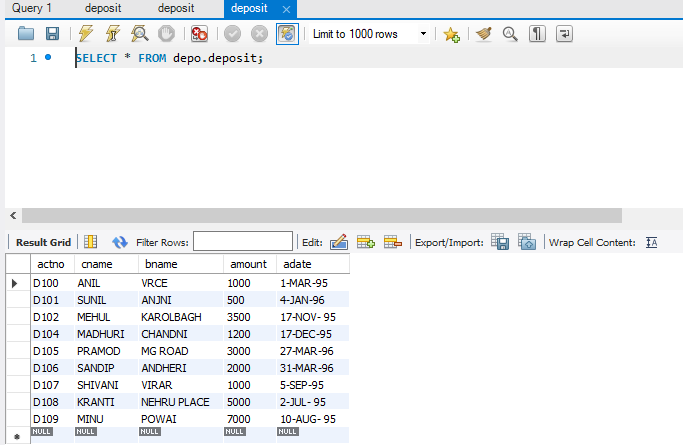 Query 1 deposit deposit deposit
Limit to 1000 rows
1 SELECT * FROM depo.deposit;
Result Grid Filter Rows: Edit: Export/Import: Wrap Cell Content:
actno cname bname amount adate
D100 ANIL VRCE 1000 1-MAR-95
D101 SUNIL ANJNI 500 4-JAN-96
D102 MEHUL KAROLBAGH 3500 17-NOV- 95
D104 MADHURI CHANDNI 1200 17-DEC-95
D105 PRAMOD MG ROAD 3000 27-MAR-96
D106 SANDIP ANDHERI 2000 31-MAR-96
D107 SHIVANI VIRAR 1000 5-SEP-95
D108 KRANTI NEHRU PLACE 5000 2-JUL- 95
D109 MINU POWAI 7000 10-AUG- 95
NULL NULL NULL NULL NULL